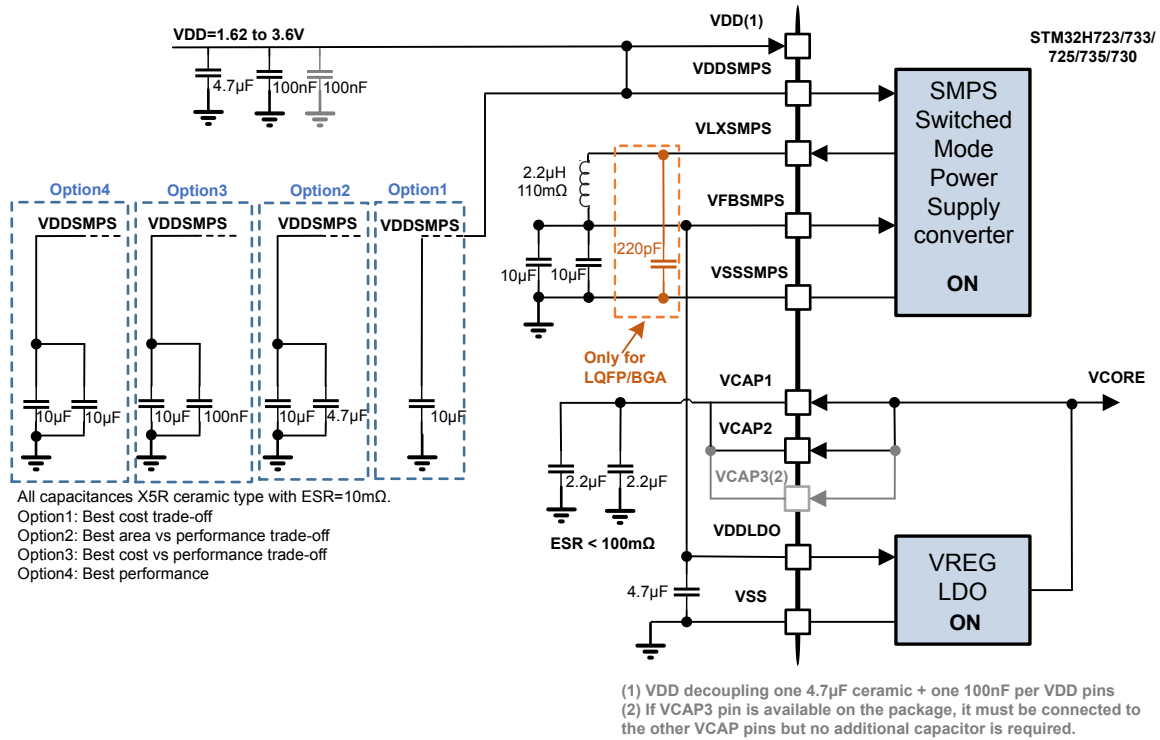 VDD=1.62 to 3.6V
VDD(1)
STM32H723/733/
725/735/730
4.7µF
100nF
100nF
VDDSMPS
SMPS
Switched
Mode
Power
Supply
converter
ON
VLXSMPS
2.2µH
110mΩ
VFBSMPS
220pF
10µF
10µF
VSSSMPS
Only for
LQFP/BGA
Option4
Option3
Option2
Option1
VDDSMPS
VDDSMPS
VDDSMPS
VDDSMPS
10µF
10µF
10µF
100nF
10µF
4.7µF
10µF
All capacitances X5R ceramic type with ESR=10mΩ.
Option1: Best cost trade-off
Option2: Best area vs performance trade-off
Option3: Best cost vs performance trade-off
Option4: Best performance
VCAP1
VCORE
VCAP2
VCAP3(2)
2.2µF
2.2µF
ESR < 100mΩ
VDDLDO
VREG
LDO
ON
4.7µF
VSS
(1) VDD decoupling one 4.7µF ceramic + one 100nF per VDD pins
(2) If VCAP3 pin is available on the package, it must be connected to
the other VCAP pins but no additional capacitor is required.